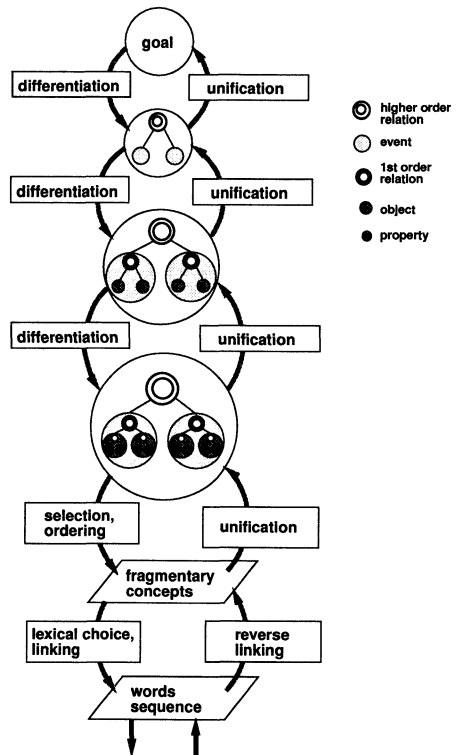 goal
differentiation
unification
higher order
relation
event
1st order
relation
object
property
differentiation
unification
differentiation
unification
selection,
ordering
unification
fragmentary
concepts
lexical choice,
linking
reverse
linking
words
sequence